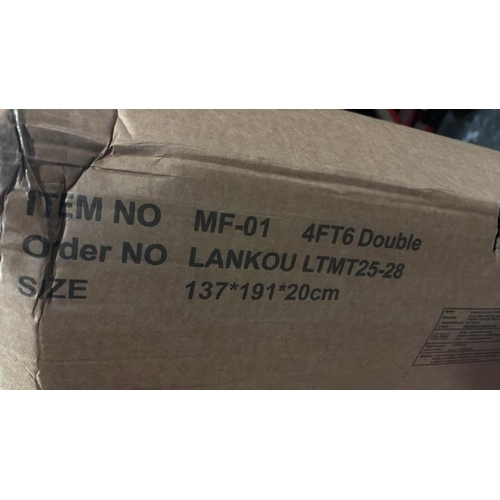 ITEM NO MF-01 4FT6 Double
Order NO LANKOU LTMT25-28
SIZE 137*191*20cm